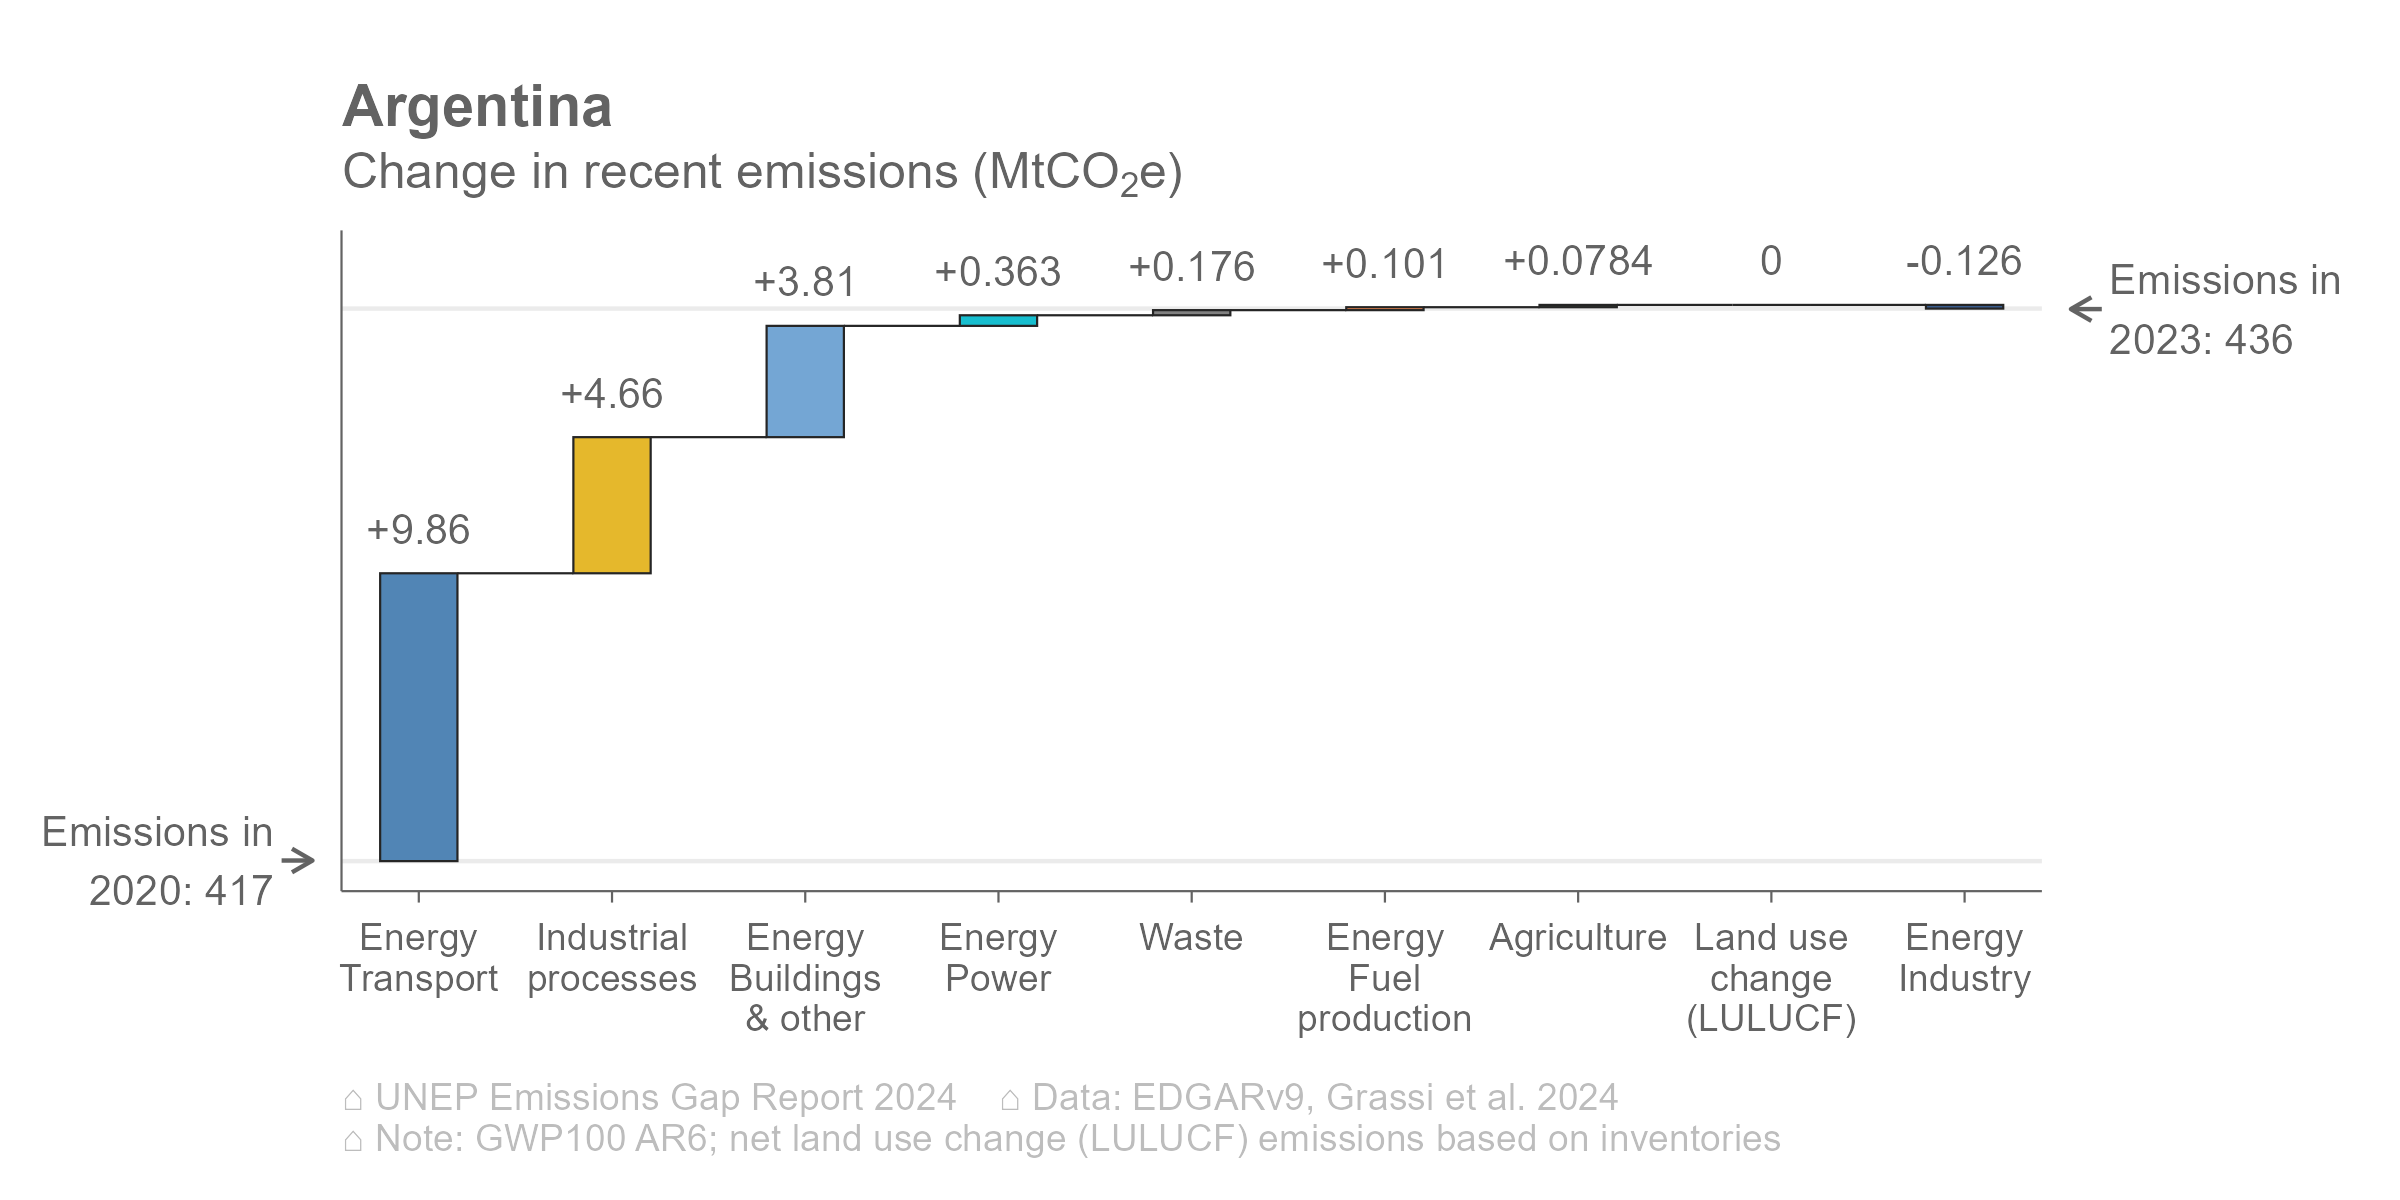 Argentina
Change in recent emissions (MtCO₂e)
+9.86
+4.66
+3.81
+0.363
+0.176
+0.101
+0.0784
0
-0.126
Emissions in
2023: 436
Emissions in
2020: 417
Energy
Transport
Industrial
processes
Energy
Buildings
& other
Energy
Power
Waste
Energy
Fuel
production
Agriculture
Land use
change
(LULUCF)
Energy
Industry
⌂ UNEP Emissions Gap Report 2024 ⌂ Data: EDGARv9, Grassi et al. 2024
⌂ Note: GWP100 AR6; net land use change (LULUCF) emissions based on inventories